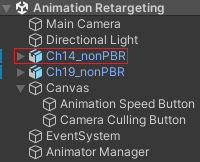 Animation Retargeting
Main Camera
Directional Light
Ch14_nonPBR
Ch19_nonPBR
Canvas
Animation Speed Button
Camera Culling Button
EventSystem
Animator Manager